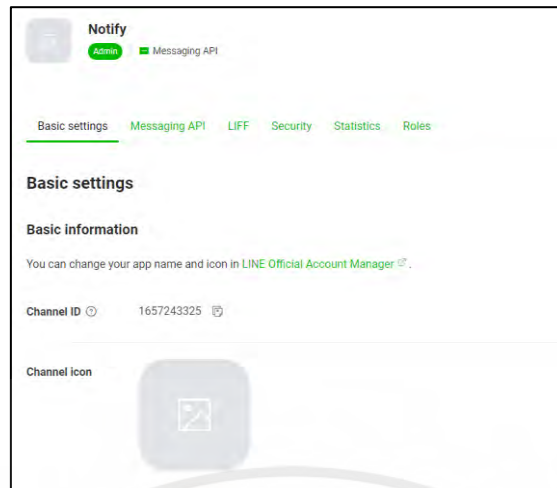 Notify
Admin Messaging API
Basic settings Messaging API LIFF Security Statistics Roles
Basic settings
Basic information
You can change your app name and icon in LINE Official Account Manager .
Channel ID 1657243325
Channel icon